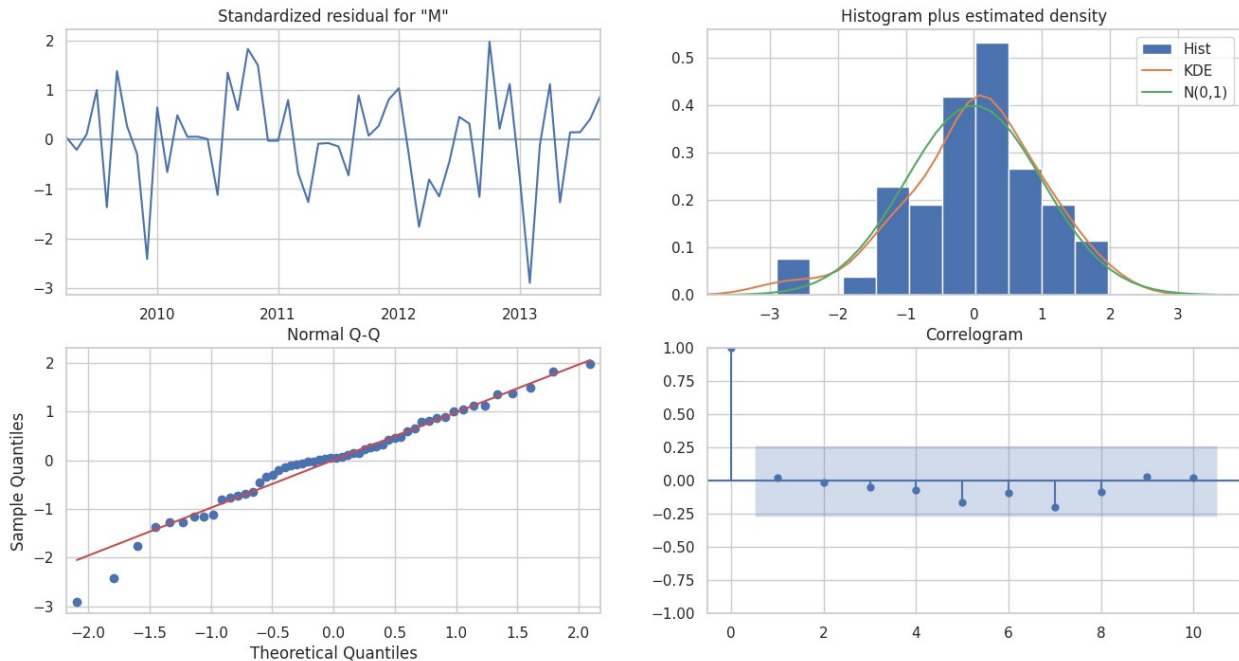 Standardized residual for "M"
2
1
0
−1
−2
−3
2010 2011 2012 2013
Histogram plus estimated density
0.5
0.4
0.3
0.2
0.1
0.0
−3 −2 −1 0 1 2 3
Hist
KDE
N(0,1)
Normal Q-Q
Sample Quantiles
2
1
0
−1
−2
−3
−2.0 −1.5 −1.0 −0.5 0.0 0.5 1.0 1.5 2.0
Theoretical Quantiles
Correlogram
1.00
0.75
0.50
0.25
0.00
−0.25
−0.50
−0.75
−1.00
0 2 4 6 8 10